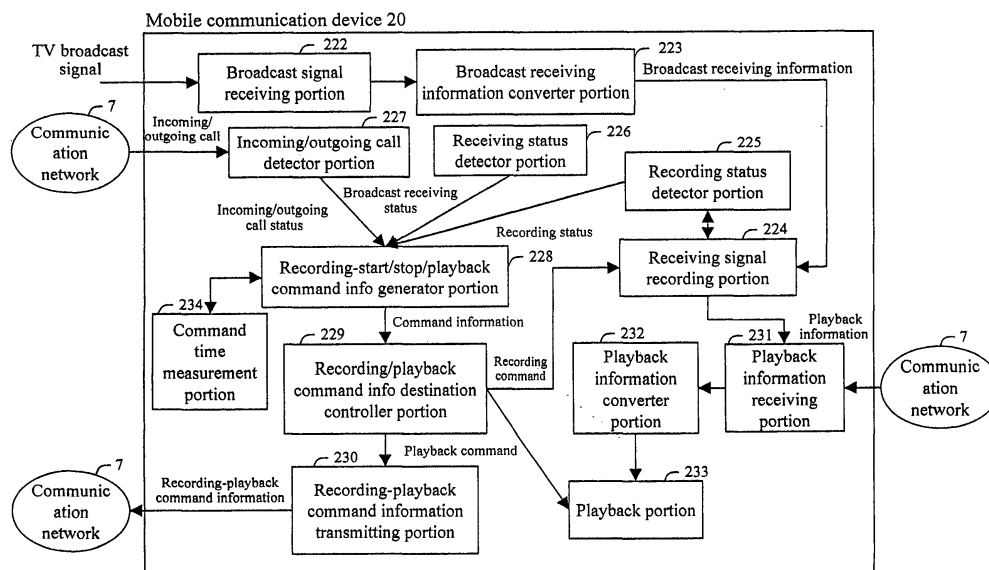 Mobile communication device 20
TV broadcast
signal
222
Broadcast signal
receiving portion
223
Broadcast receiving
information converter portion
Broadcast receiving information
7
Communic
ation
network
Incoming/
outgoing call
227
Incoming/outgoing call
detector portion
226
Receiving status
detector portion
225
Recording status
detector portion
Broadcast receiving
status
Incoming/outgoing
call status
Recording status
224
Receiving signal
recording portion
228
Recording-start/stop/playback
command info generator portion
234
Command
time
measurement
portion
Command information
229
Recording/playback
command info destination
controller portion
Recording
command
232
Playback
information
converter
portion
231
Playback
information
Playback
information
receiving
portion
7
Communic
ation
network
Playback command
230
Recording-playback
command information
transmitting portion
233
Playback portion
7
Communic
ation
network
Recording-playback
command information